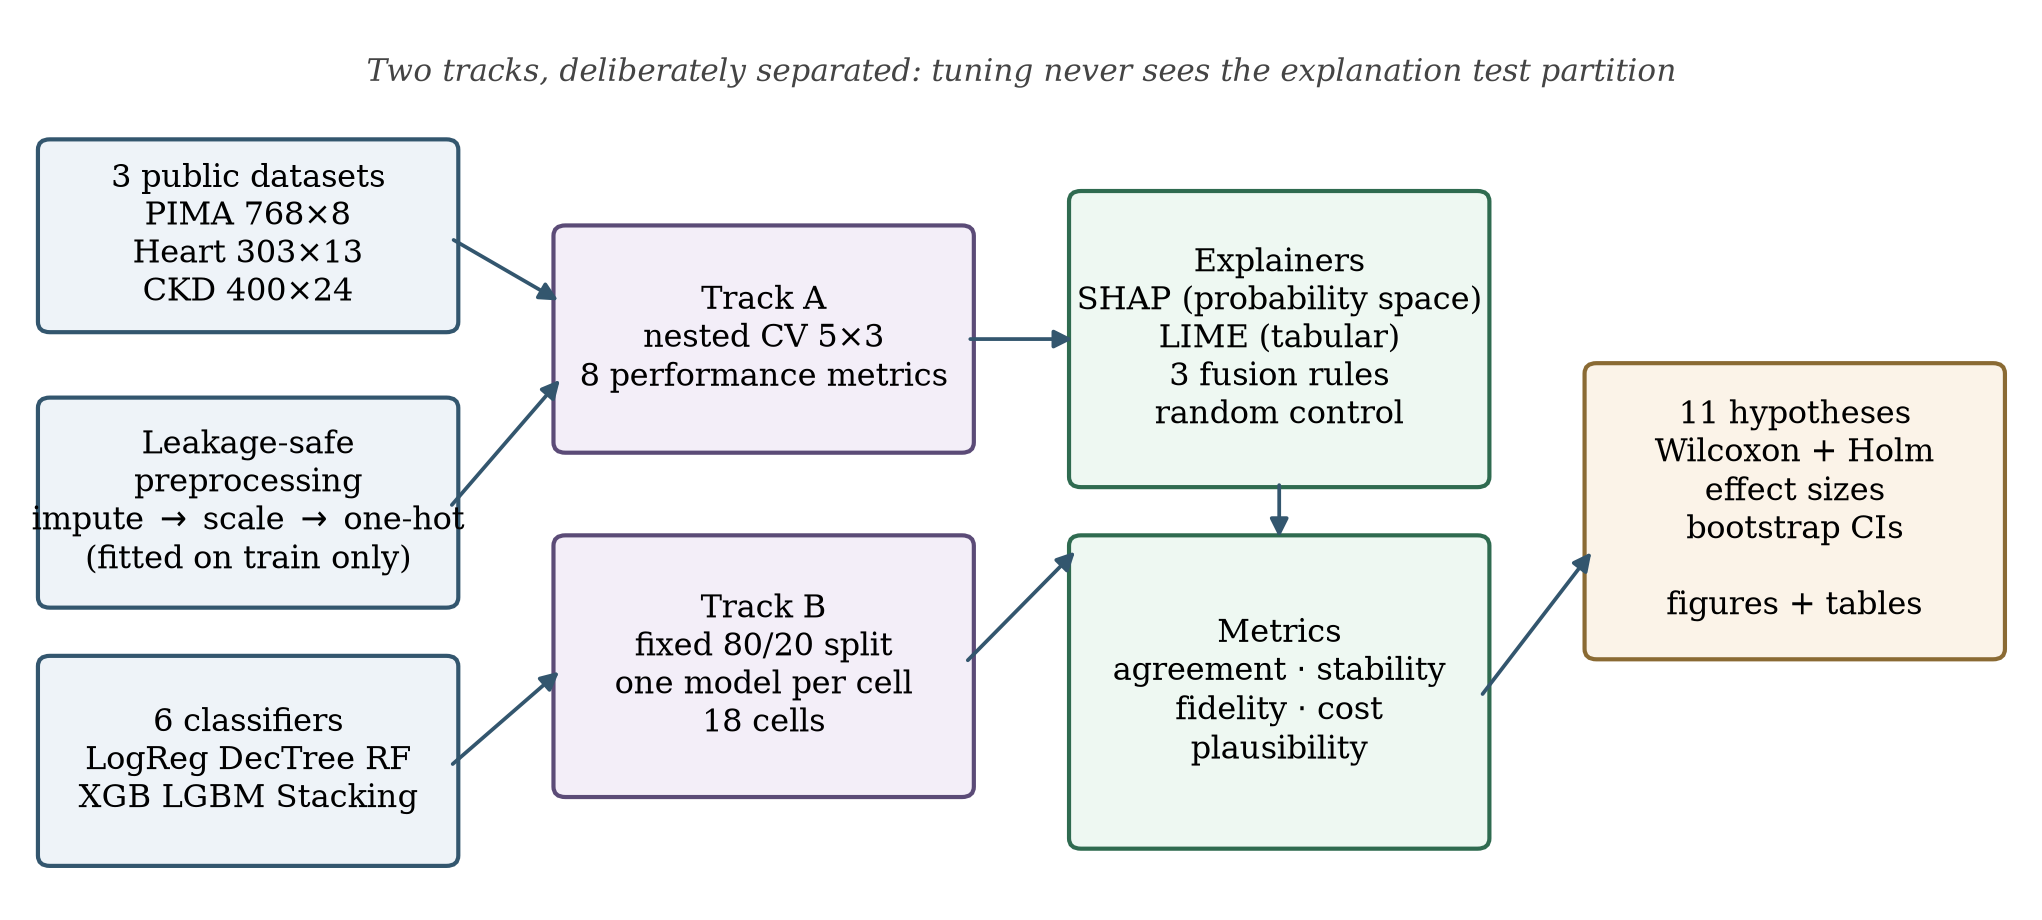 Two tracks, deliberately separated: tuning never sees the explanation test partition
3 public datasets
PIMA 768×8
Heart 303×13
CKD 400×24
Leakage-safe
preprocessing
impute → scale → one-hot
(fitted on train only)
6 classifiers
LogReg DecTree RF
XGB LGBM Stacking
Track A
nested CV 5×3
8 performance metrics
Track B
fixed 80/20 split
one model per cell
18 cells
Explainers
SHAP (probability space)
LIME (tabular)
3 fusion rules
random control
Metrics
agreement · stability
fidelity · cost
plausibility
11 hypotheses
Wilcoxon + Holm
effect sizes
bootstrap CIs
figures + tables